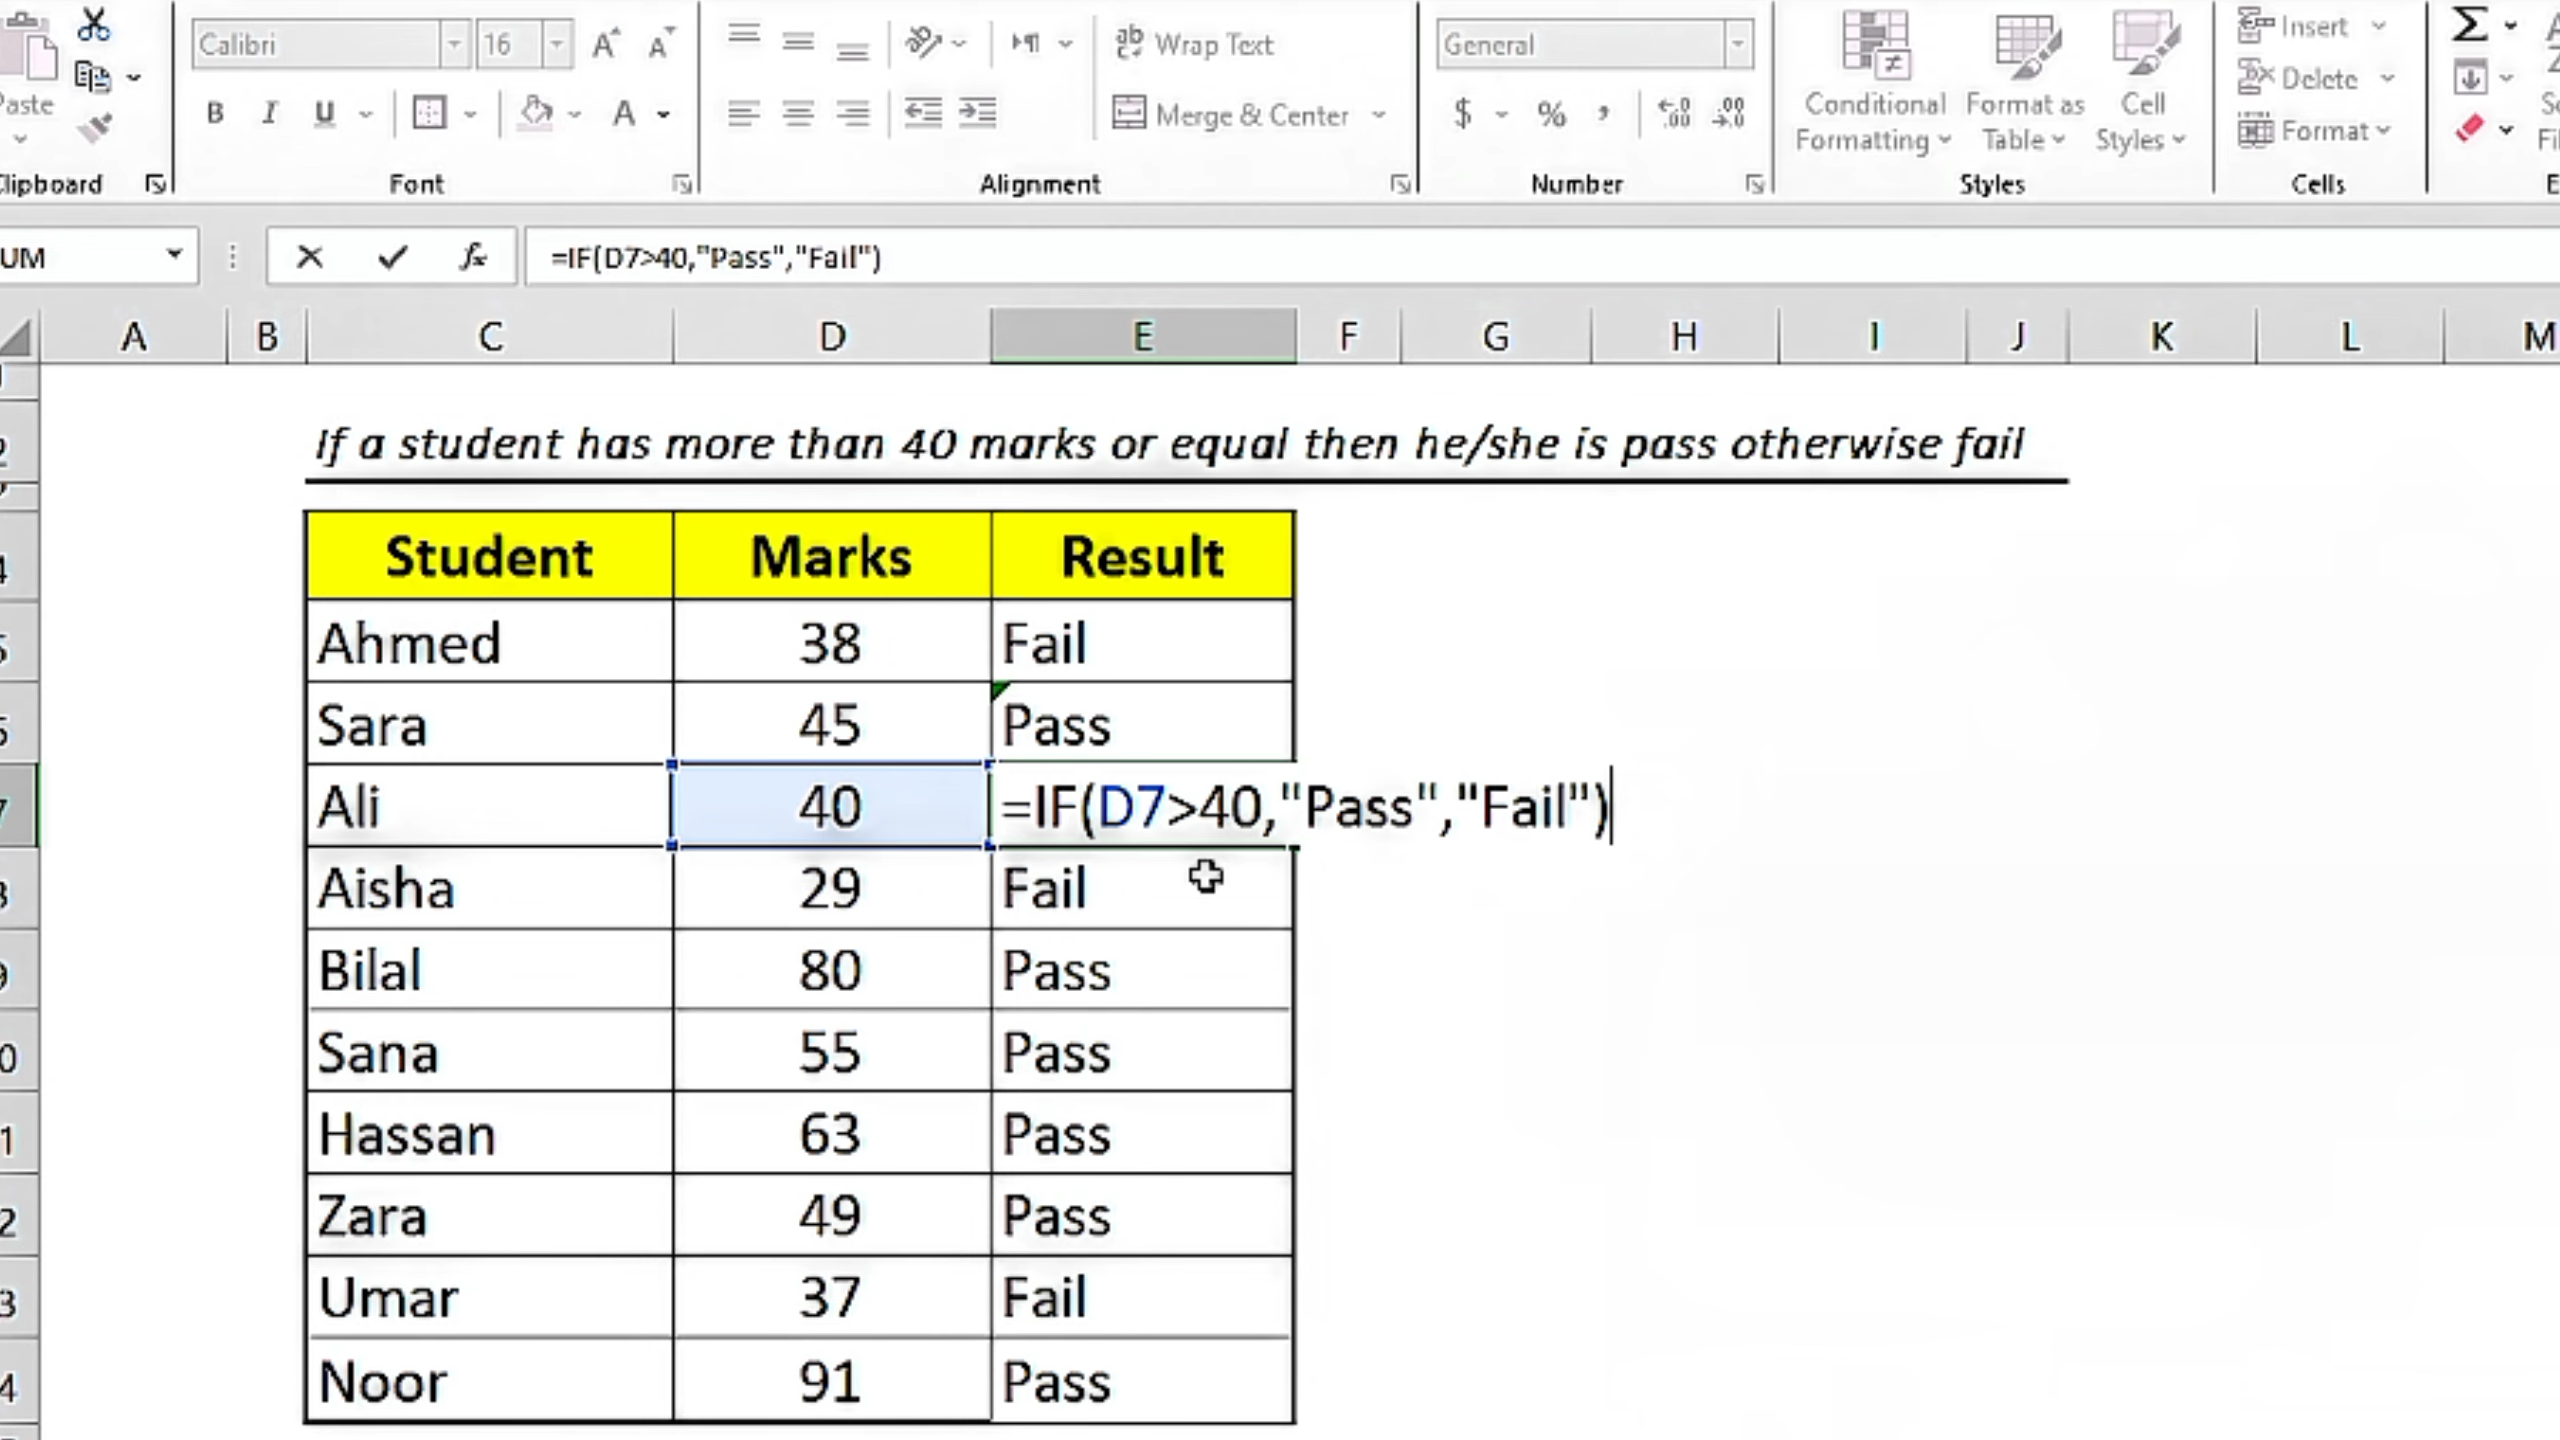 Calibri 16 Wrap Text General Insert
Paste Conditional Format as Cell Delete
B I U A Merge & Center $ % , Formatting Table Styles Format
Clipboard Font Alignment Number Styles Cells
UM fx =IF(D7>40,"Pass","Fail")
A B C D E F G H I J K L M
If a student has more than 40 marks or equal then he/she is pass otherwise fail
Student Marks Result
Ahmed 38 Fail
Sara 45 Pass
Ali 40 =IF(D7>40,"Pass","Fail")
Aisha 29 Fail
Bilal 80 Pass
Sana 55 Pass
Hassan 63 Pass
Zara 49 Pass
Umar 37 Fail
Noor 91 Pass